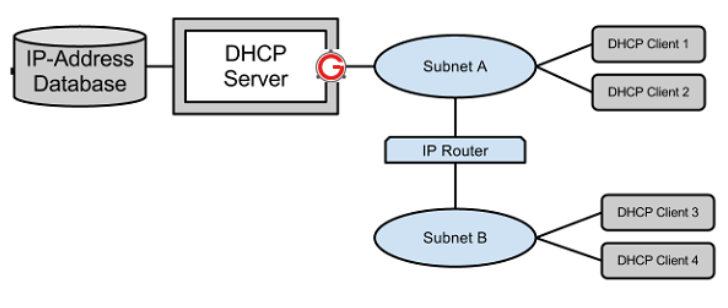 IP-Address
Database
DHCP
Server
G
Subnet A
DHCP Client 1
DHCP Client 2
IP Router
Subnet B
DHCP Client 3
DHCP Client 4